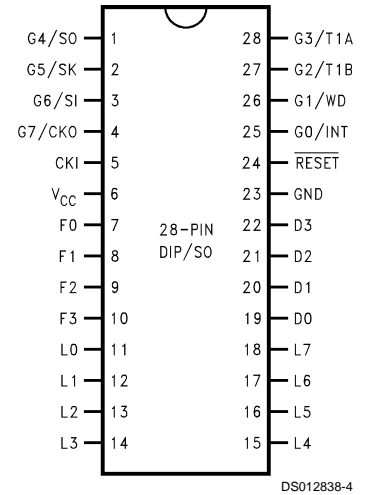 G4/SO 1 28 G3/T1A
G5/SK 2 27 G2/T1B
G6/SI 3 26 G1/WD
G7/CKO 4 25 G0/INT
CKI 5 24 RESET
VCC 6 23 GND
F0 7 22 D3
28-PIN
F1 8 21 D2
DIP/SO
F2 9 20 D1
F3 10 19 D0
L0 11 18 L7
L1 12 17 L6
L2 13 16 L5
L3 14 15 L4
DS012838-4